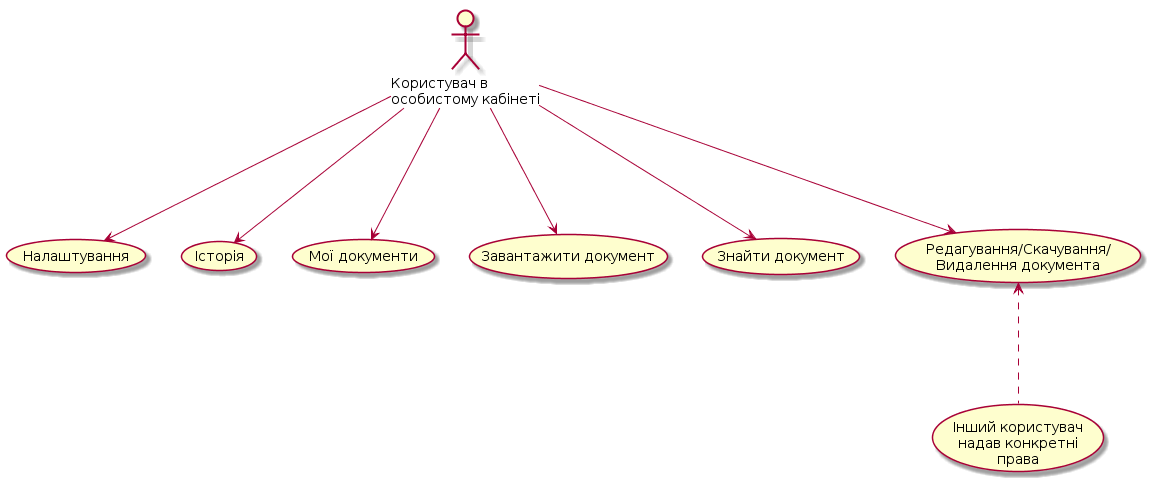 Користувач в
особистому кабінеті
Налаштування
Історія
Мої документи
Завантажити документ
Знайти документ
Редагування/Скачування/
Видалення документа
Інший користувач
надав конкретні
права